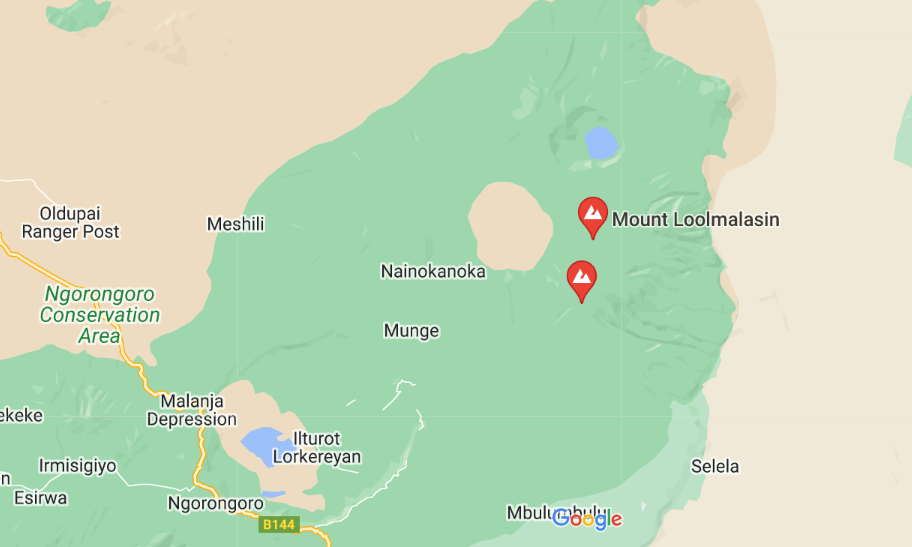 Oldupai
Ranger Post
Meshili
Mount Loolmalasin
Nainokanoka
Ngorongoro
Conservation
Area
Munge
Malanja
Depression
ekeke
Ilturot
Lorkereyan
Irmisigiyo
Selela
n
Esirwa
Ngorongoro
Mbulumbulu
Google
B144